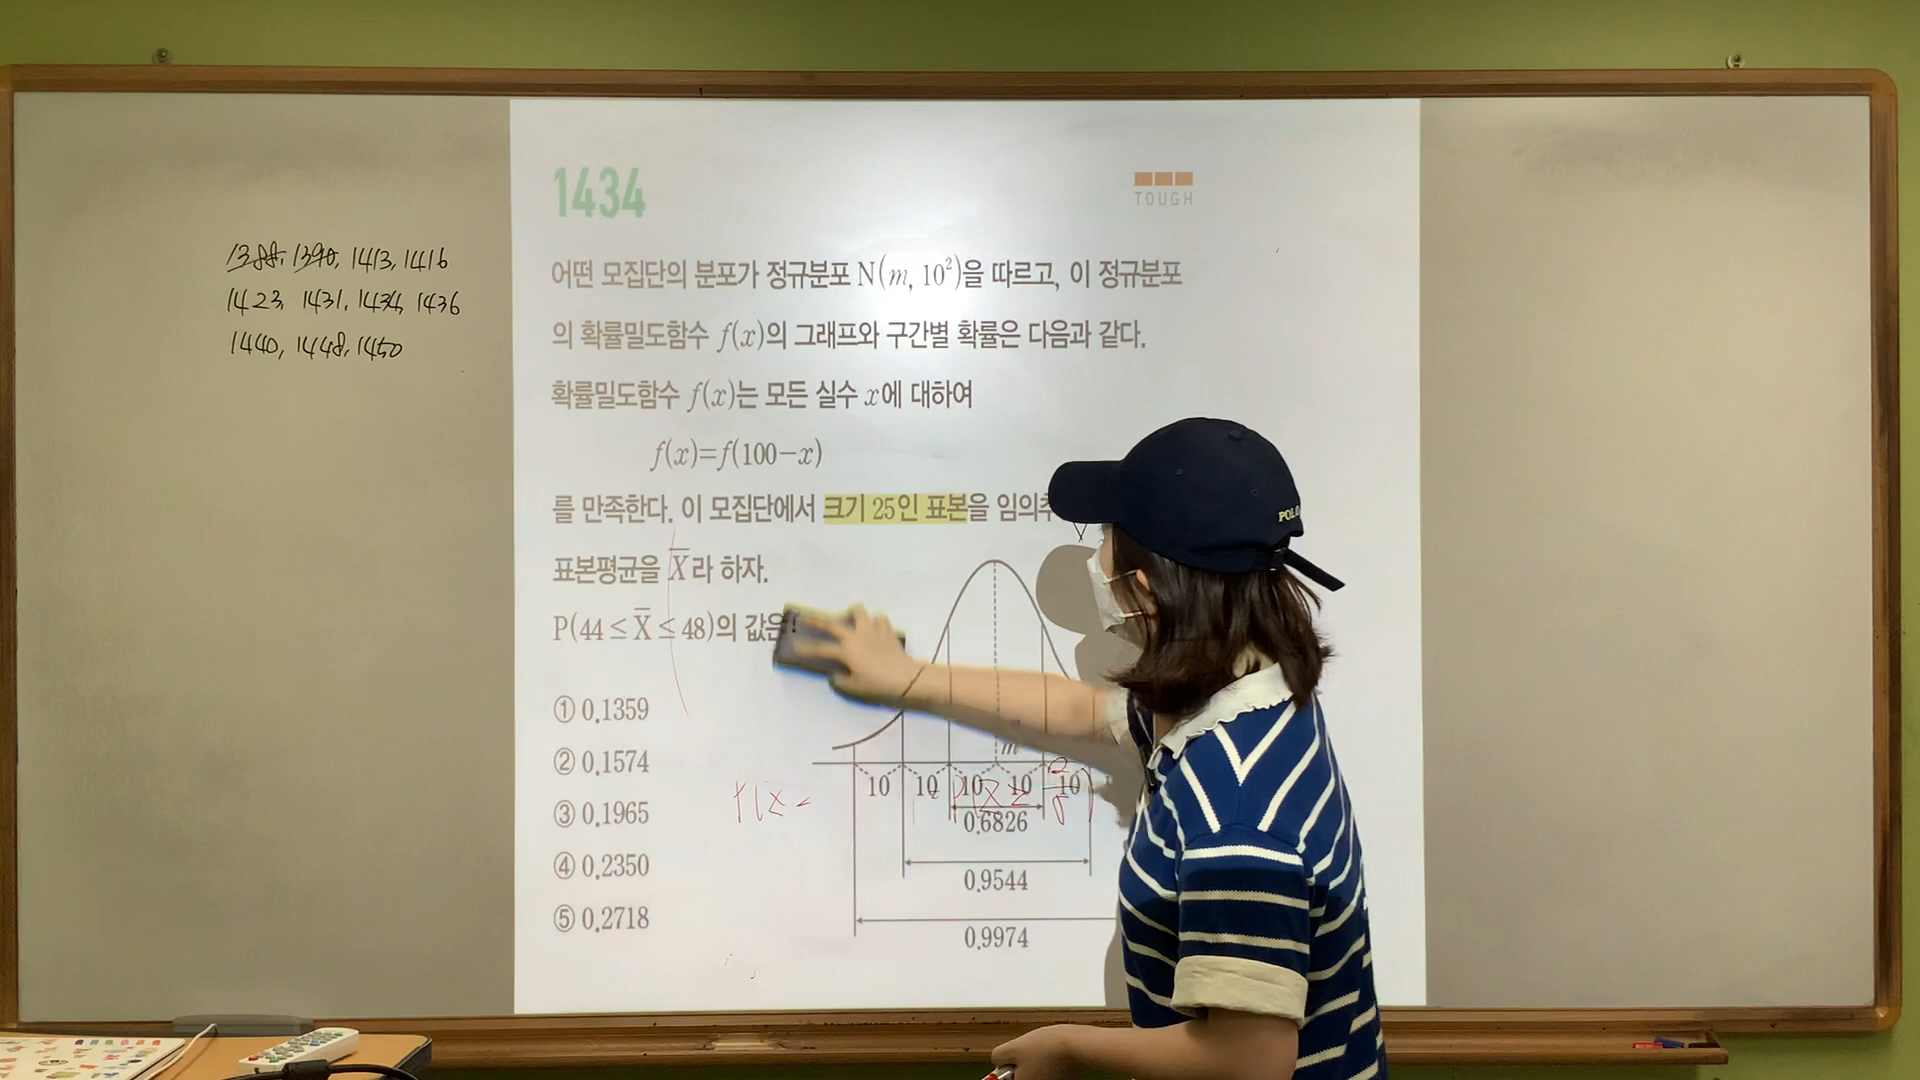 1388, 1390, 1413, 1416
1423, 1431, 1434, 1436
1440, 1448, 1450
1434
TOUGH
어떤 모집단의 분포가 정규분포 N(m, 10²)을 따르고, 이 정규분포
의 확률밀도함수 f(x)의 그래프와 구간별 확률은 다음과 같다.
확률밀도함수 f(x)는 모든 실수 x에 대하여
f(x)=f(100−x)
를 만족한다. 이 모집단에서 크기 25인 표본을 임의추
표본평균을 X̄라 하자.
P(44≤X̄≤48)의 값은?
① 0.1359
② 0.1574
③ 0.1965
④ 0.2350
⑤ 0.2718
m
10 10 10 10 10
0.6826
0.9544
0.9974
POLO